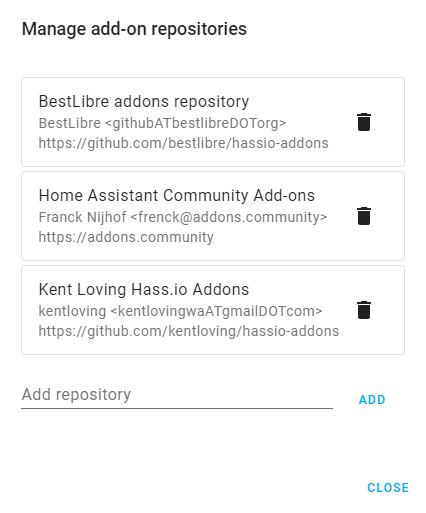 Manage add-on repositories
BestLibre addons repository
BestLibre <githubATbestlibreDOTorg>
https://github.com/bestlibre/hassio-addons
Home Assistant Community Add-ons
Franck Nijhof <frenck@addons.community>
https://addons.community
Kent Loving Hass.io Addons
kentloving <kentlovingwaATgmailDOTcom>
https://github.com/kentloving/hassio-addons
Add repository
ADD
CLOSE